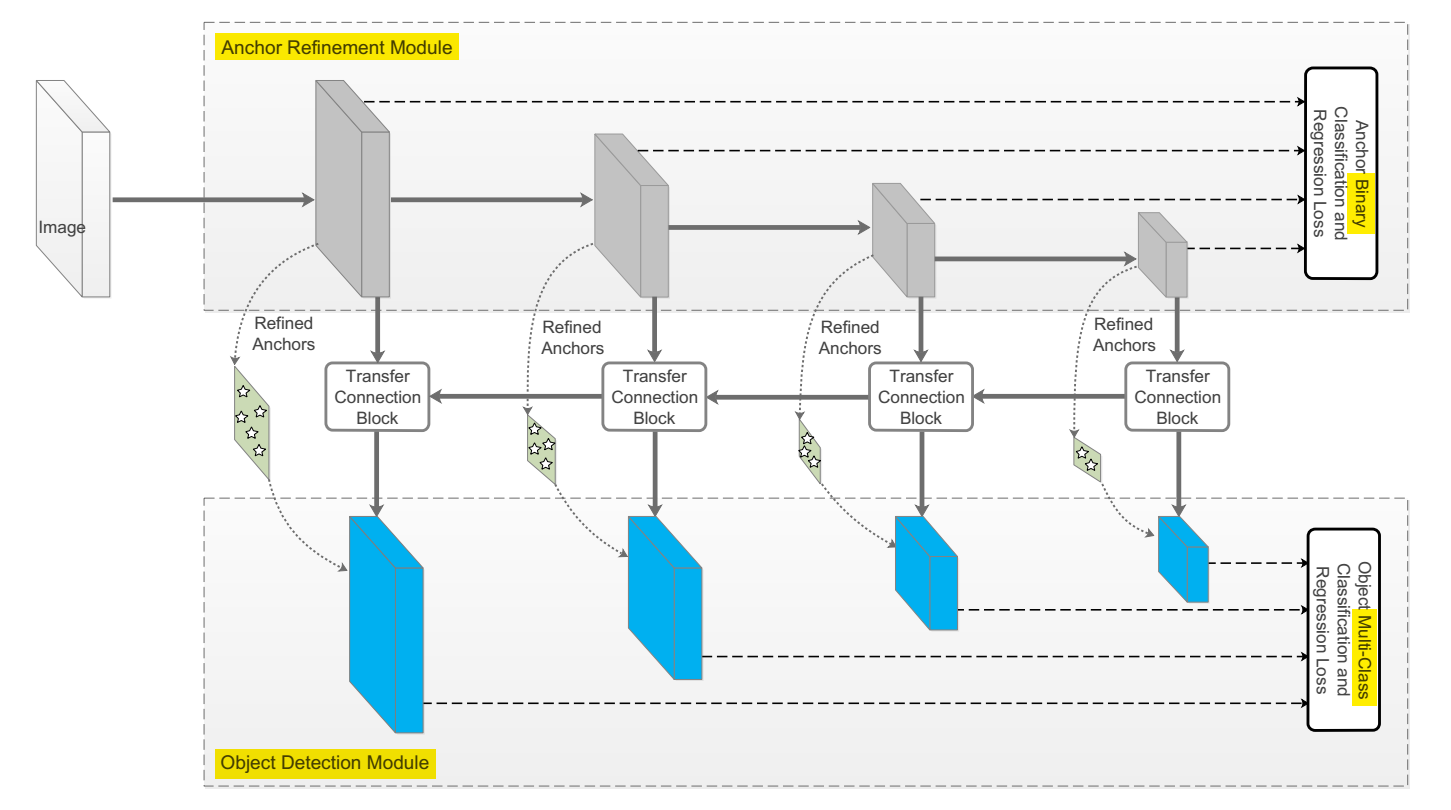 Anchor Refinement Module
Image
Anchor Binary
Classification and
Regression Loss
Refined
Anchors
Refined
Anchors
Refined
Anchors
Refined
Anchors
Transfer
Connection
Block
Transfer
Connection
Block
Transfer
Connection
Block
Transfer
Connection
Block
Object Multi-Class
Classification and
Regression Loss
Object Detection Module